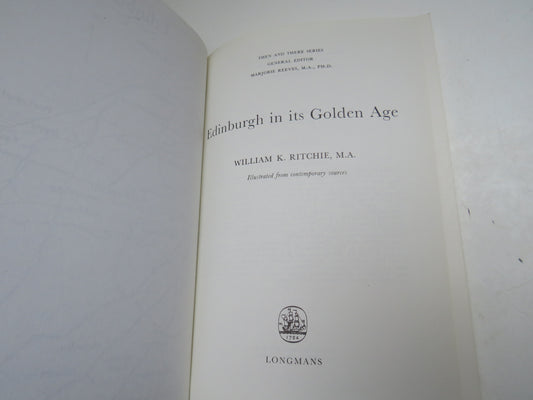 THEN AND THERE SERIES
GENERAL EDITOR
MARJORIE REEVES, M.A., PH.D.
Edinburgh in its Golden Age
WILLIAM K. RITCHIE, M.A.
Illustrated from contemporary sources
1724
LONGMANS